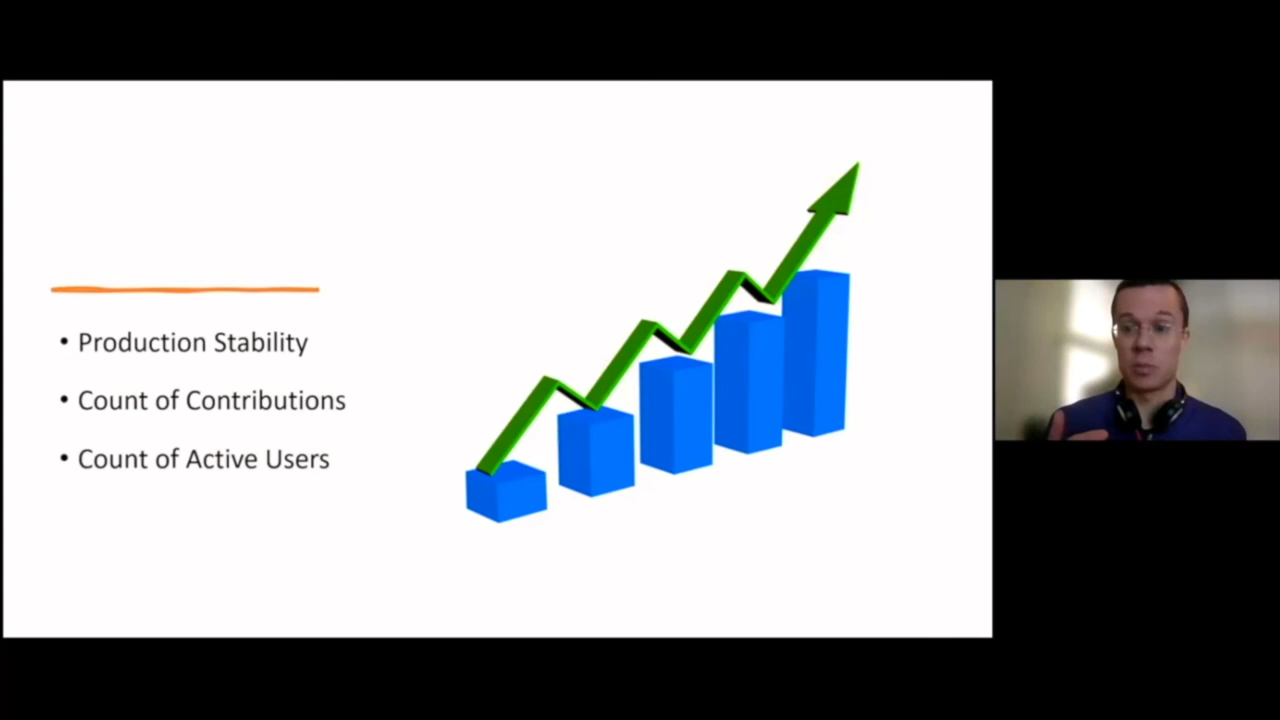 • Production Stability
• Count of Contributions
• Count of Active Users